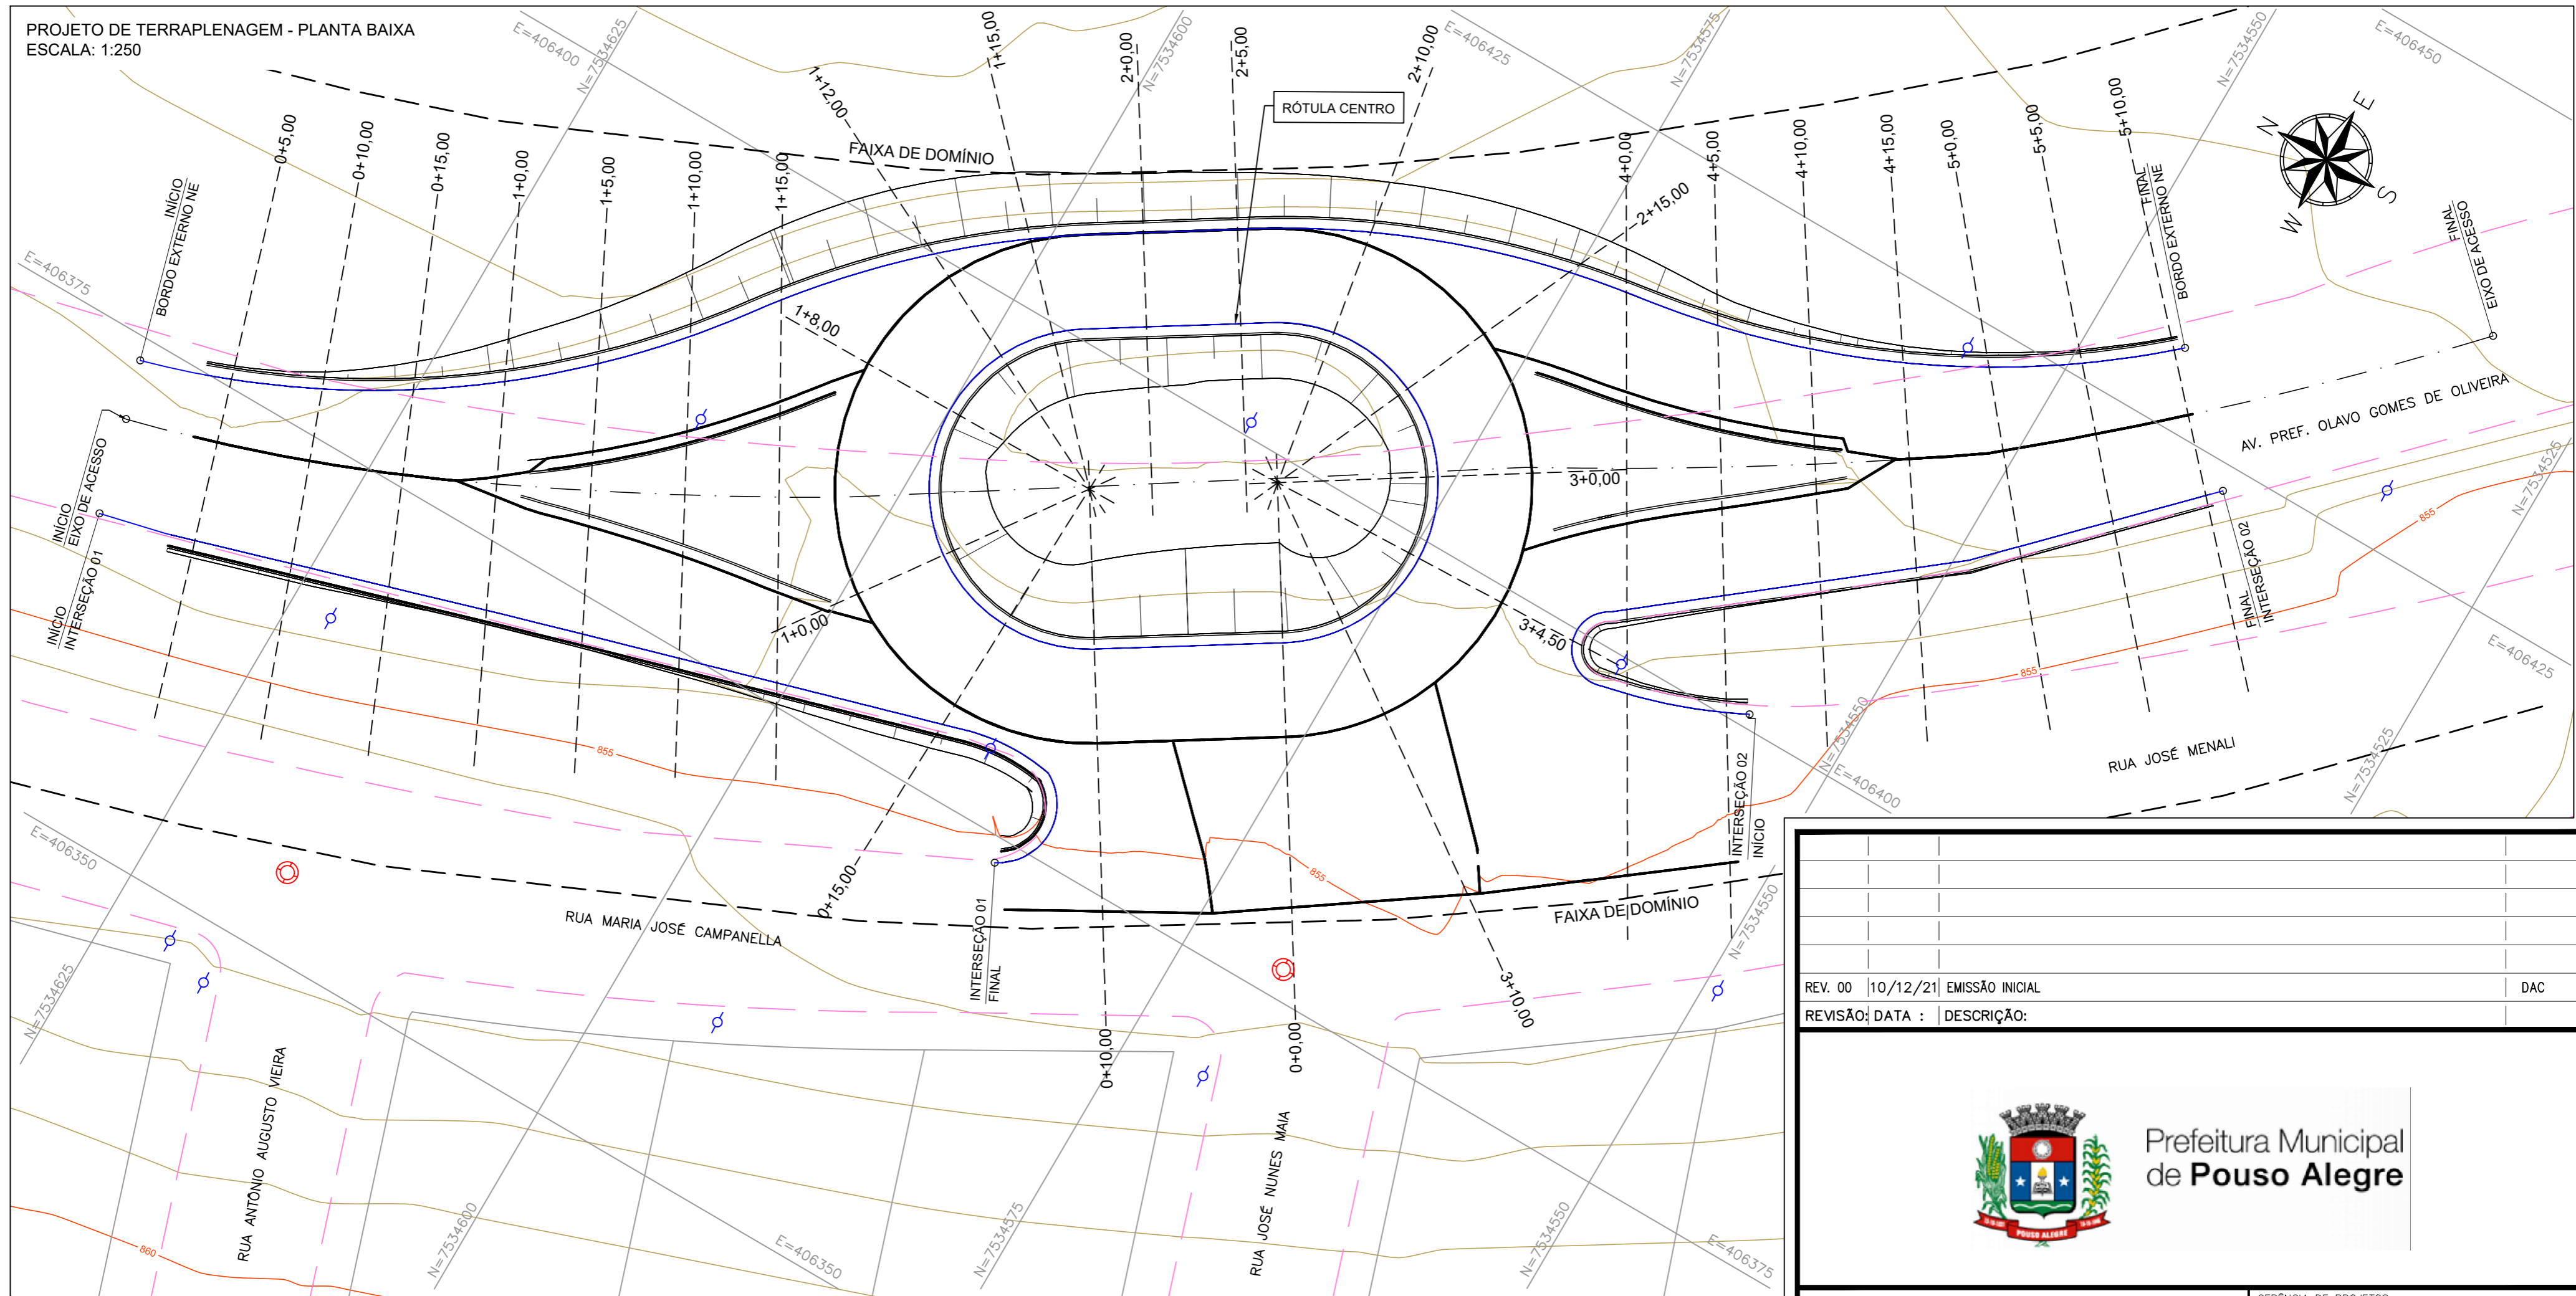 PROJETO DE TERRAPLENAGEM - PLANTA BAIXA
ESCALA: 1:250
E=406400
N=7534625
1+15,00
2+0,00
N=7534600
2+5,00
2+10,00
E=406425
N=7534575
N=7534550
E=406450
1+12,00
RÓTULA CENTRO
FAIXA DE DOMÍNIO
0+5,00
0+10,00
0+15,00
1+0,00
1+5,00
1+10,00
1+15,00
4+0,00
4+5,00
4+10,00
4+15,00
5+0,00
5+5,00
5+10,00
N
E
W
S
INÍCIO
BORDO EXTERNO NE
FINAL
BORDO EXTERNO NE
FINAL
EIXO DE ACESSO
2+15,00
E=406375
1+8,00
AV. PREF. OLAVO GOMES DE OLIVEIRA
INÍCIO
EIXO DE ACESSO
3+0,00
N=7534525
855
INÍCIO
INTERSEÇÃO 01
FINAL
INTERSEÇÃO 02
1+0,00
3+4,50
E=406425
855
855
N=7534550
RUA JOSÉ MENALI
N=7534525
E=406400
INTERSEÇÃO 02
INÍCIO
E=406350
0+15,00
855
FAIXA DE DOMÍNIO
N=7534550
RUA MARIA JOSÉ CAMPANELLA
INTERSEÇÃO 01
FINAL
N=7534625
3+10,00
0+10,00
0+0,00
REV. 00 10/12/21 EMISSÃO INICIAL DAC
REVISÃO: DATA : DESCRIÇÃO:
RUA ANTÔNIO AUGUSTO VIEIRA
RUA JOSÉ NUNES MAIA
860
N=7534600
E=406350
N=7534575
N=7534550
E=406375
Prefeitura Municipal
de Pouso Alegre
POUSO ALEGRE